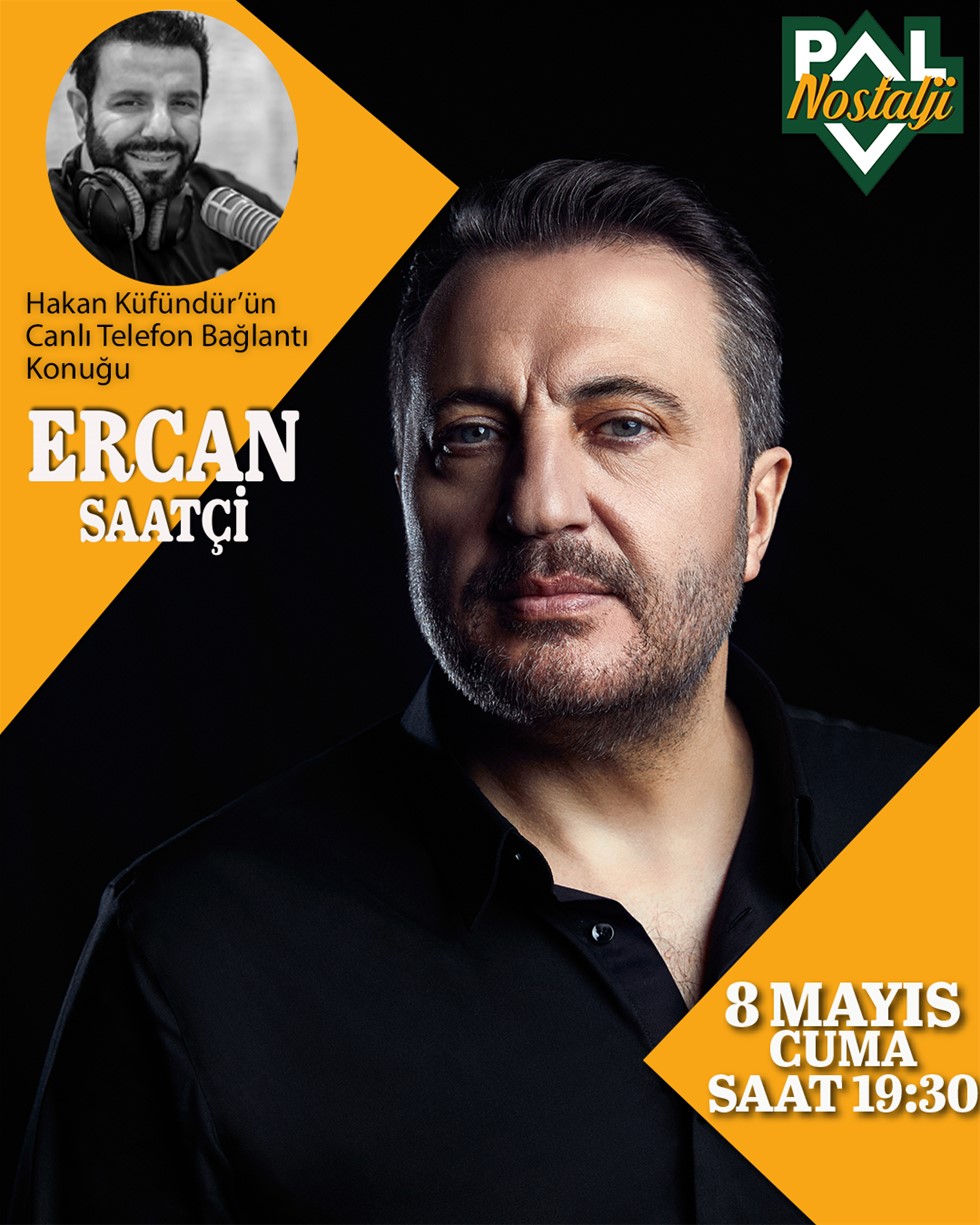 PAL
Nostalji
Hakan Küfündür’ün
Canlı Telefon Bağlantı
Konuğu
ERCAN
SAATÇİ
8 MAYIS
CUMA
SAAT 19:30